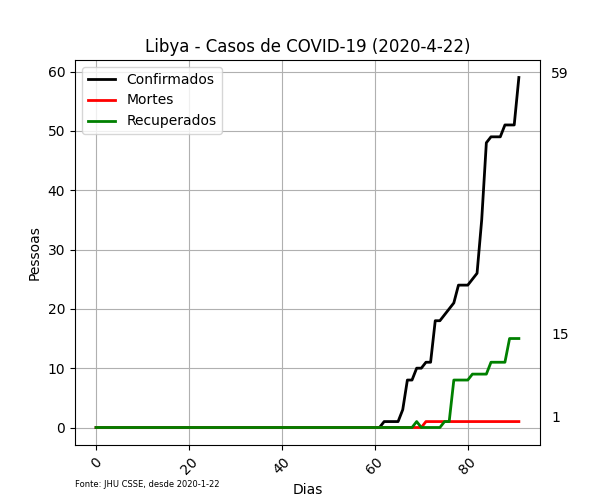 Libya - Casos de COVID-19 (2020-4-22)
Confirmados
Mortes
Recuperados
60
50
40
30
20
10
0
Pessoas
59
15
1
0
20
40
60
80
Fonte: JHU CSSE, desde 2020-1-22
Dias